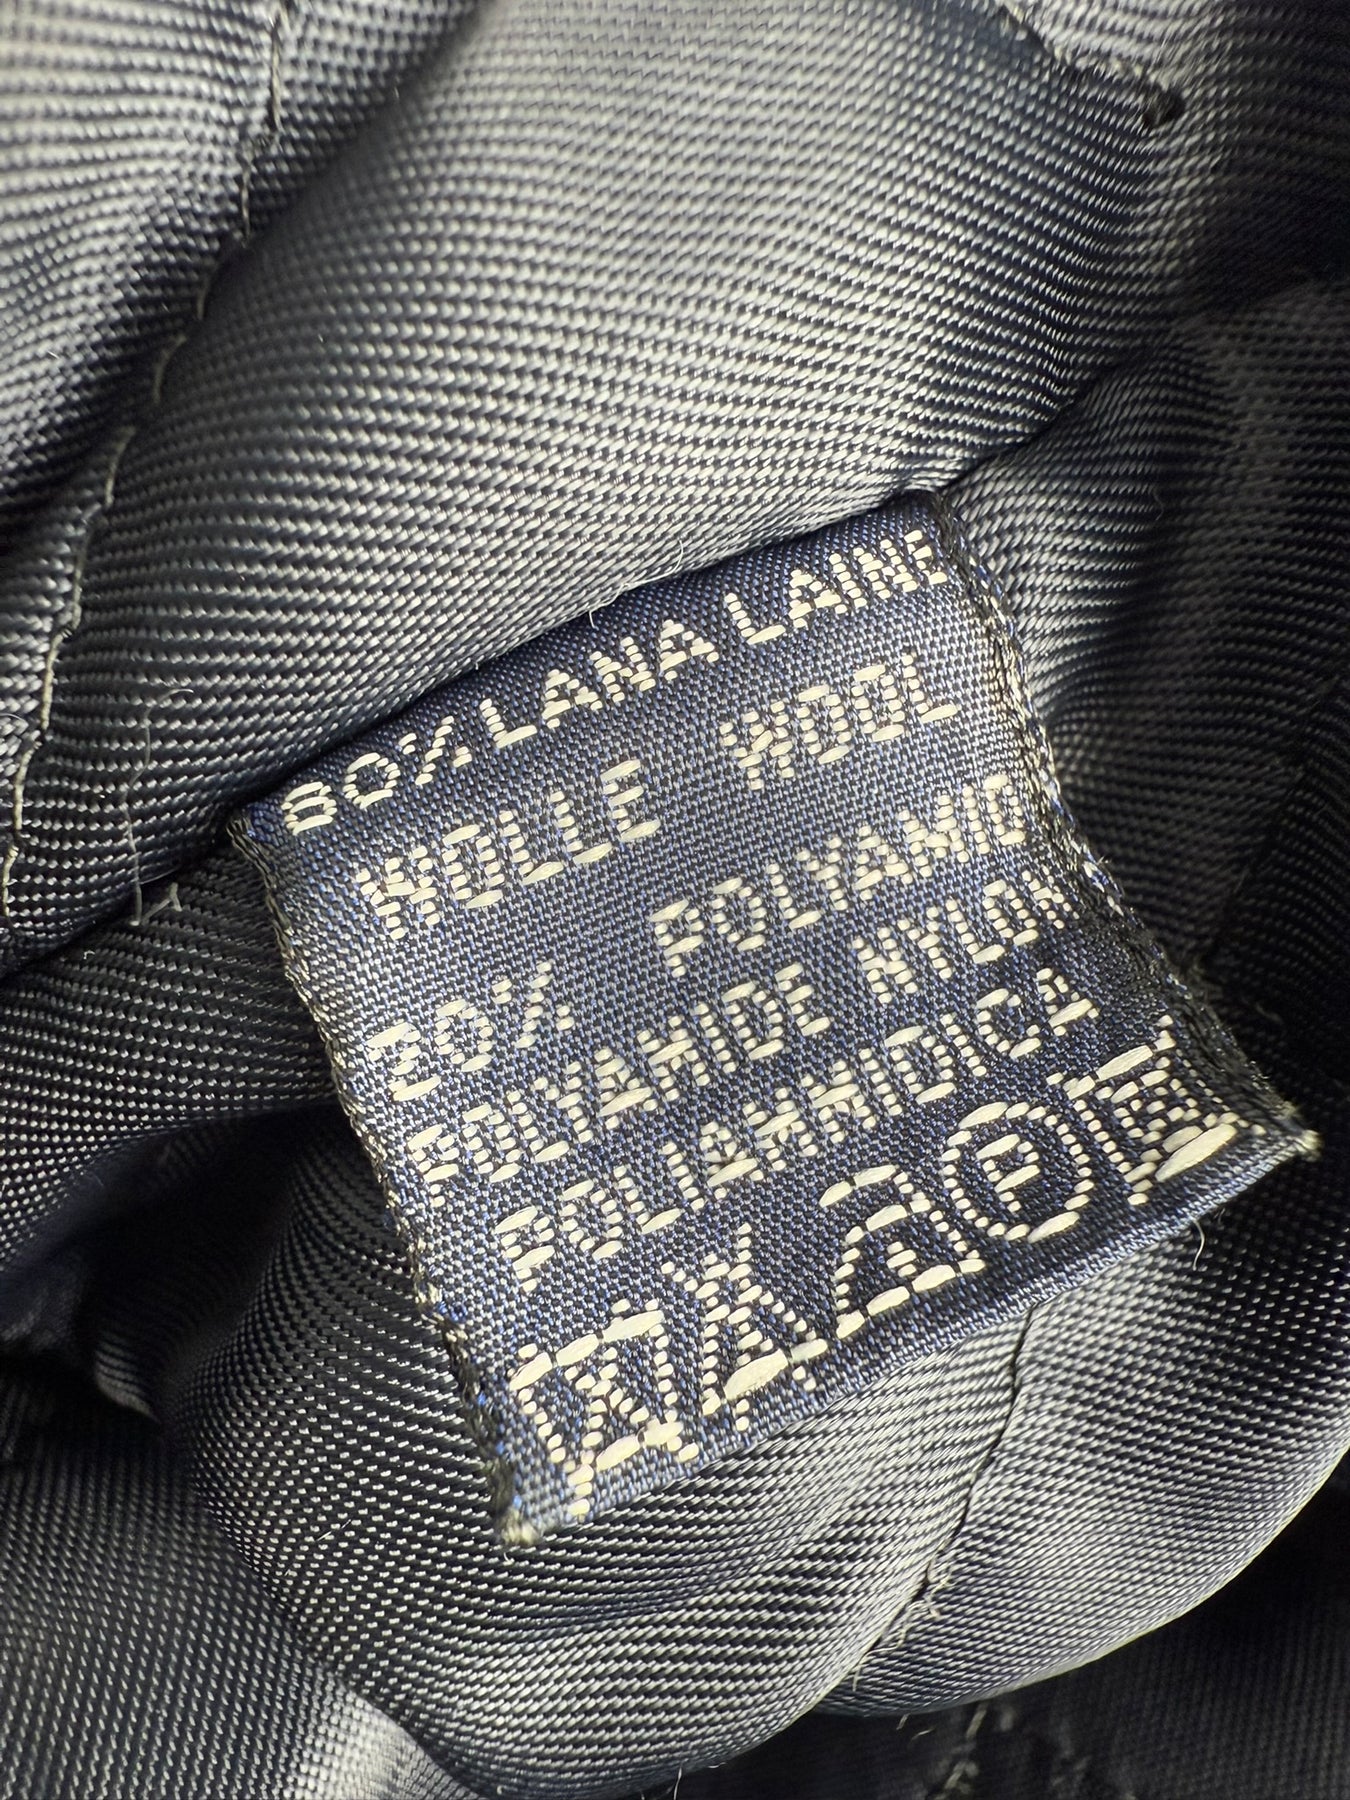 80% LANA LAINE
WOLLE WOOL
20% POLYAMID
POLYAMIDE NYLON
POLIAMMIDICA
P